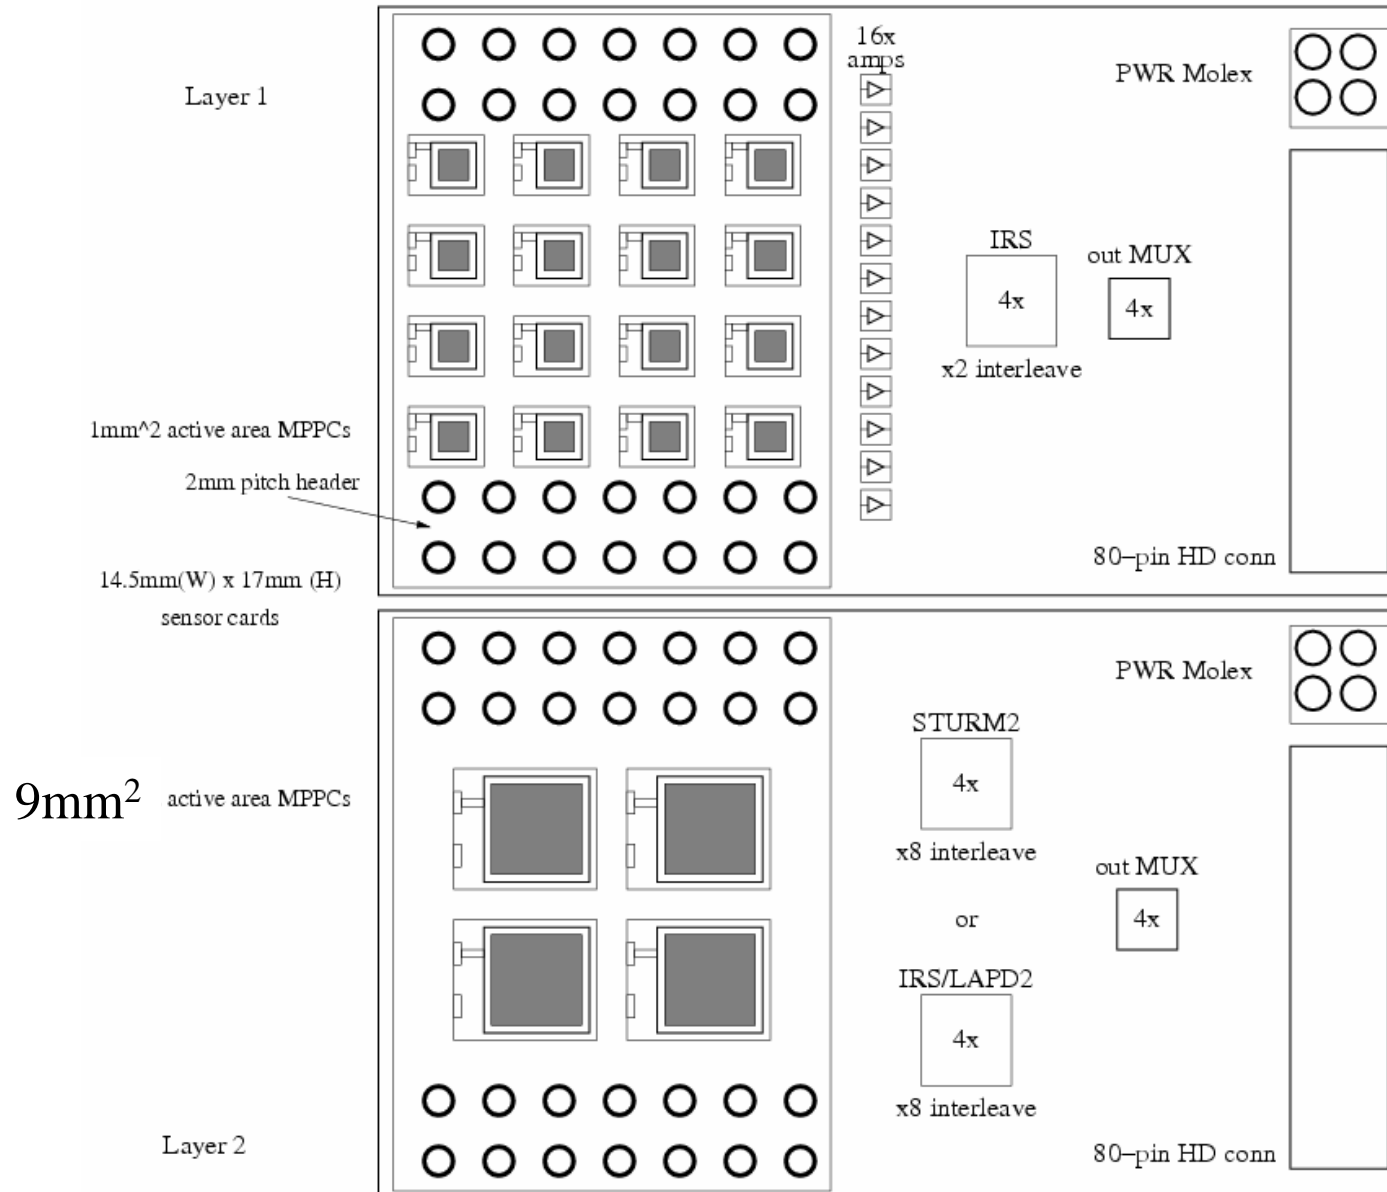 16x
amps
PWR Molex
Layer 1
IRS
out MUX
4x
4x
x2 interleave
1mm^2 active area MPPCs
2mm pitch header
80–pin HD conn
14.5mm(W) x 17mm (H)
sensor cards
PWR Molex
STURM2
4x
9mm² active area MPPCs
x8 interleave
out MUX
or
4x
IRS/LAPD2
4x
x8 interleave
Layer 2
80–pin HD conn